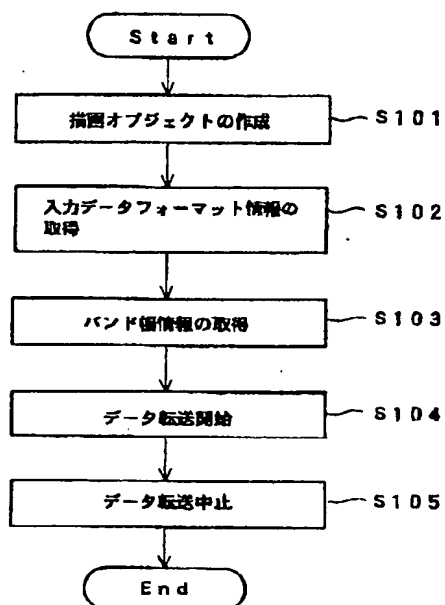 Start
描画オブジェクトの作成
S101
入力データフォーマット情報の
取得
S102
バンド幅情報の取得
S103
データ転送開始
S104
データ転送中止
S105
End